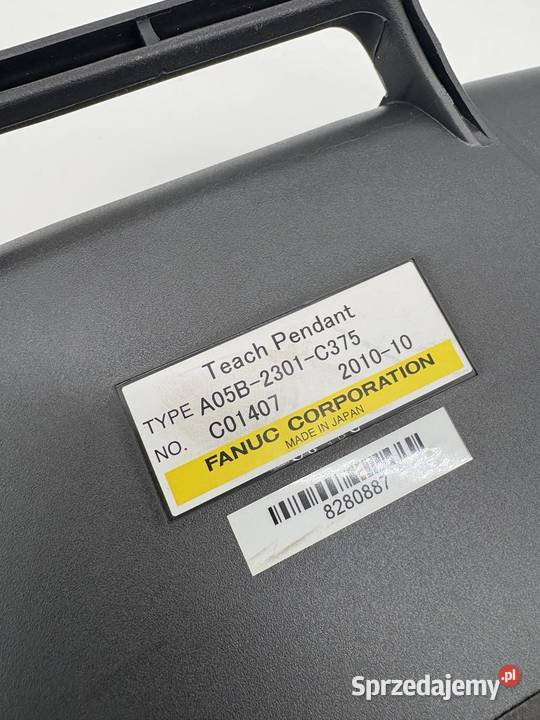 Teach Pendant
TYPE A05B-2301-C375
NO. C01407 2010-10
FANUC CORPORATION
MADE IN JAPAN
8280887
Sprzedajemy.pl